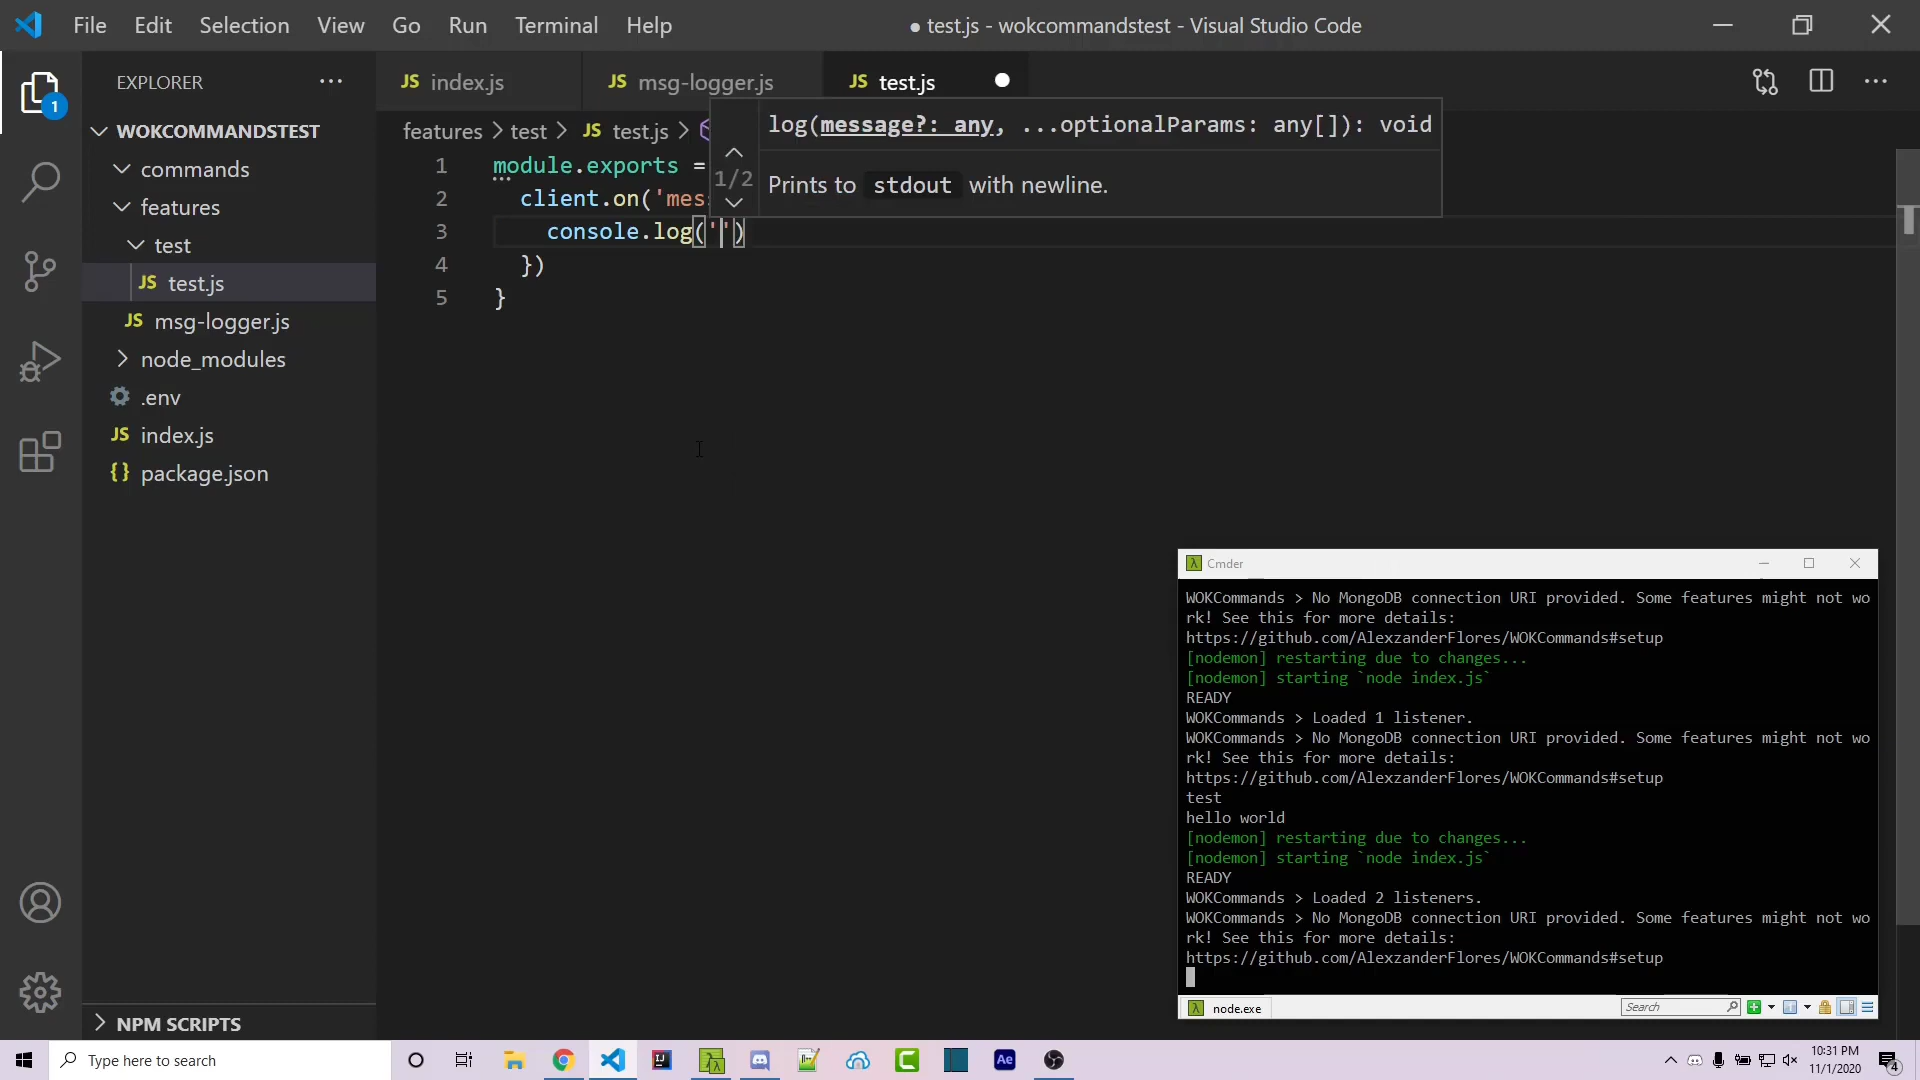 File Edit Selection View Go Run Terminal Help
● test.js - wokcommandstest - Visual Studio Code
EXPLORER
JS index.js
JS msg-logger.js
JS test.js
1
WOKCOMMANDSTEST
commands
features
test
JS test.js
JS msg-logger.js
node_modules
.env
JS index.js
{} package.json
NPM SCRIPTS
features > test > JS test.js >
log(message?: any, ...optionalParams: any[]): void
1/2
Prints to stdout with newline.
1 module.exports =
2 client.on('mes
3 console.log('')
4 })
5 }
λ Cmder
WOKCommands > No MongoDB connection URI provided. Some features might not wo
rk! See this for more details:
https://github.com/AlexzanderFlores/WOKCommands#setup
[nodemon] restarting due to changes...
[nodemon] starting `node index.js`
READY
WOKCommands > Loaded 1 listener.
WOKCommands > No MongoDB connection URI provided. Some features might not wo
rk! See this for more details:
https://github.com/AlexzanderFlores/WOKCommands#setup
test
hello world
[nodemon] restarting due to changes...
[nodemon] starting `node index.js`
READY
WOKCommands > Loaded 2 listeners.
WOKCommands > No MongoDB connection URI provided. Some features might not wo
rk! See this for more details:
https://github.com/AlexzanderFlores/WOKCommands#setup
λ node.exe
Search
Type here to search
IJ
Ae
10:31 PM
11/1/2020
4